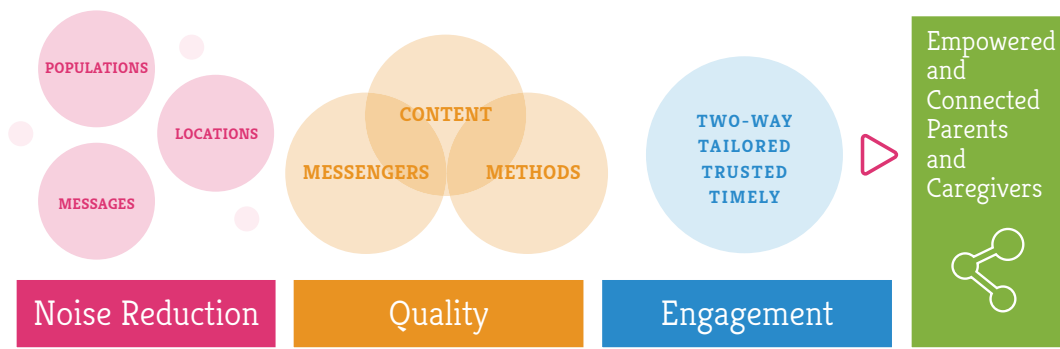 POPULATIONS
LOCATIONS
MESSAGES
Noise Reduction
CONTENT
MESSENGERS
METHODS
Quality
TWO-WAY
TAILORED
TRUSTED
TIMELY
Engagement
Empowered
and
Connected
Parents
and
Caregivers